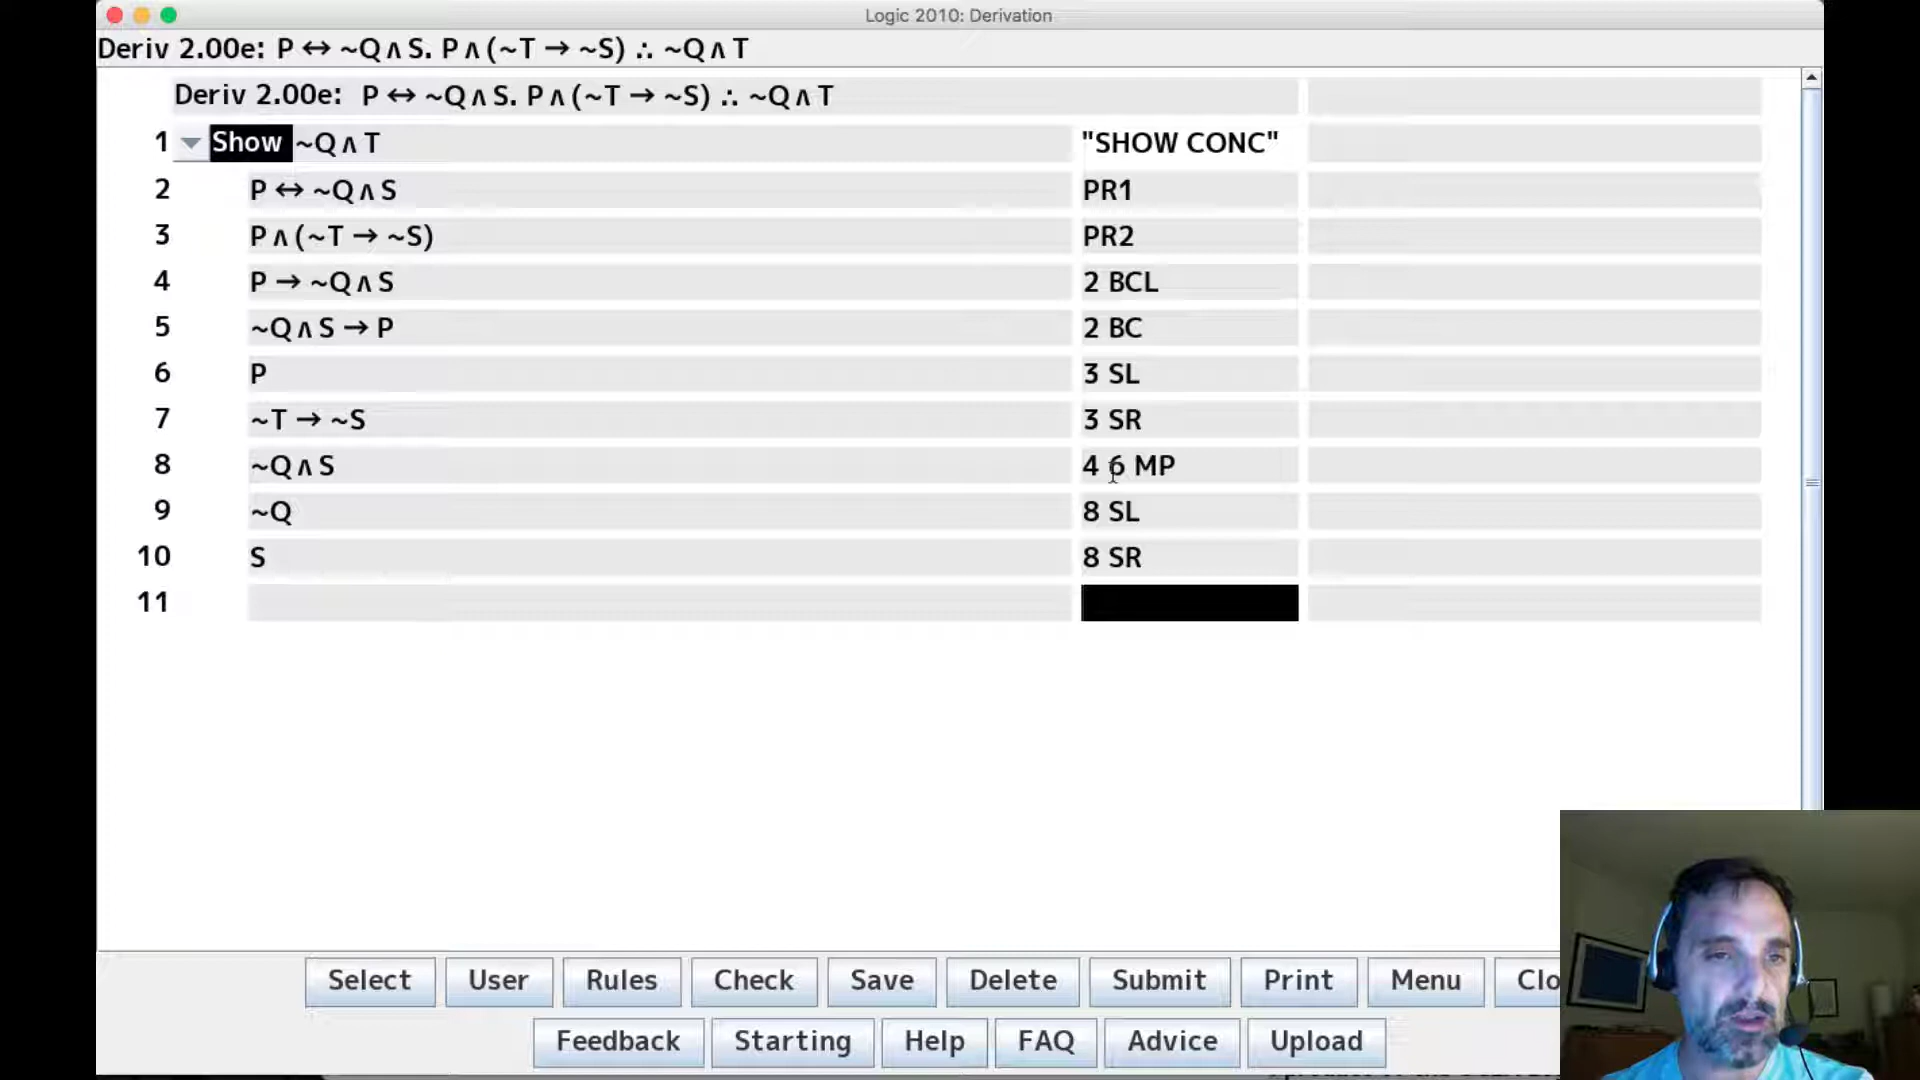 Logic 2010: Derivation
Deriv 2.00e: P ↔ ~Q ∧ S. P ∧ (~T → ~S) ∴ ~Q ∧ T
Deriv 2.00e: P ↔ ~Q ∧ S. P ∧ (~T → ~S) ∴ ~Q ∧ T
1 Show ~Q ∧ T "SHOW CONC"
2 P ↔ ~Q ∧ S PR1
3 P ∧ (~T → ~S) PR2
4 P → ~Q ∧ S 2 BCL
5 ~Q ∧ S → P 2 BC
6 P 3 SL
7 ~T → ~S 3 SR
8 ~Q ∧ S 4 6 MP
9 ~Q 8 SL
10 S 8 SR
11
Select User Rules Check Save Delete Submit Print Menu Clo
Feedback Starting Help FAQ Advice Upload